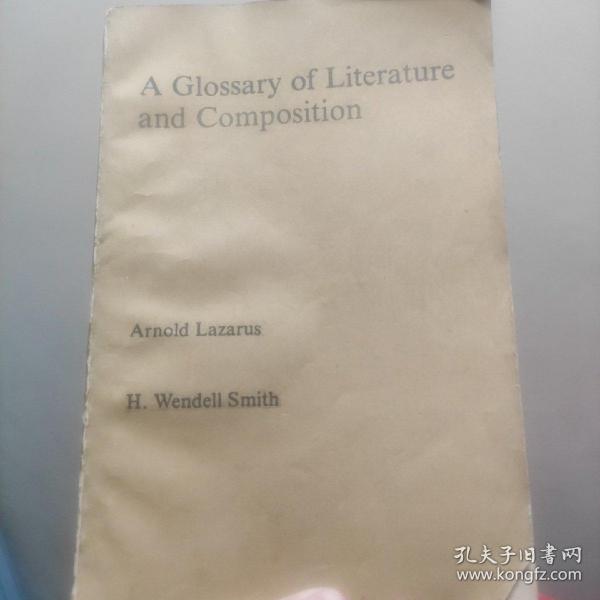 A Glossary of Literature
and Composition
Arnold Lazarus
H. Wendell Smith
孔夫子旧书网
www.kongfz.com